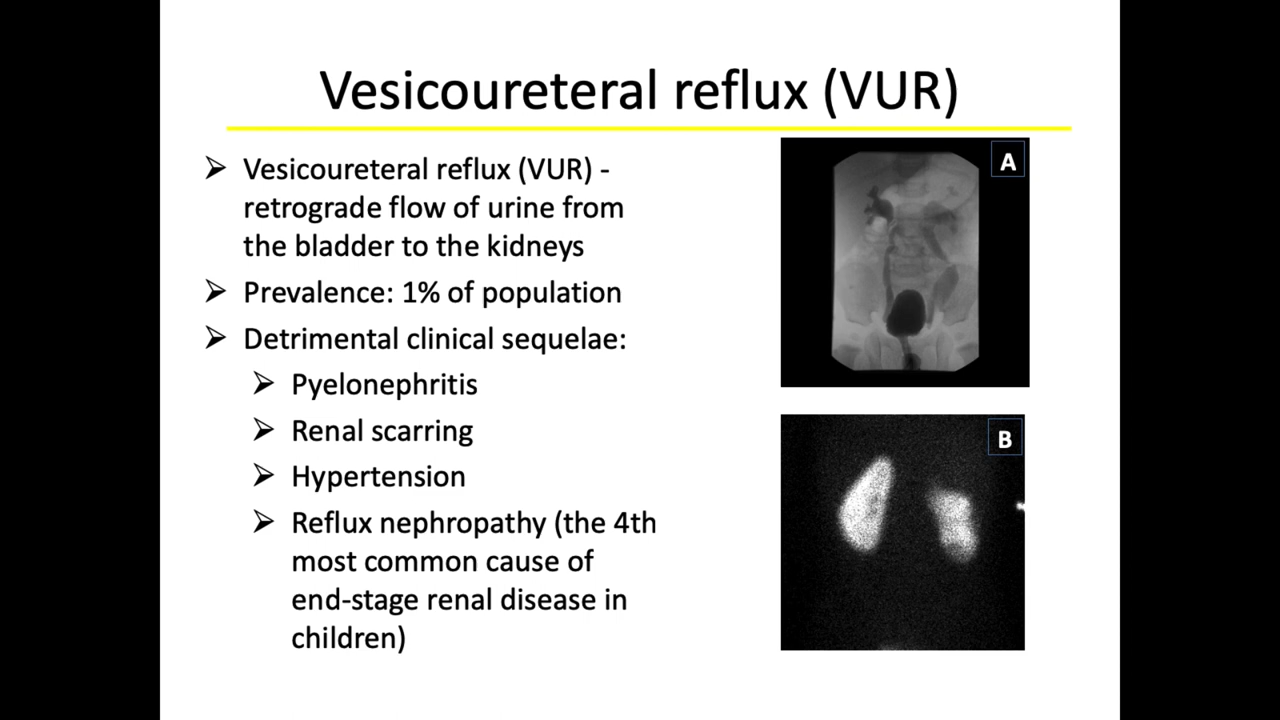 Vesicoureteral reflux (VUR)
Vesicoureteral reflux (VUR) -
retrograde flow of urine from
the bladder to the kidneys
Prevalence: 1% of population
Detrimental clinical sequelae:
Pyelonephritis
Renal scarring
Hypertension
Reflux nephropathy (the 4th
most common cause of
end-stage renal disease in
children)
A
B